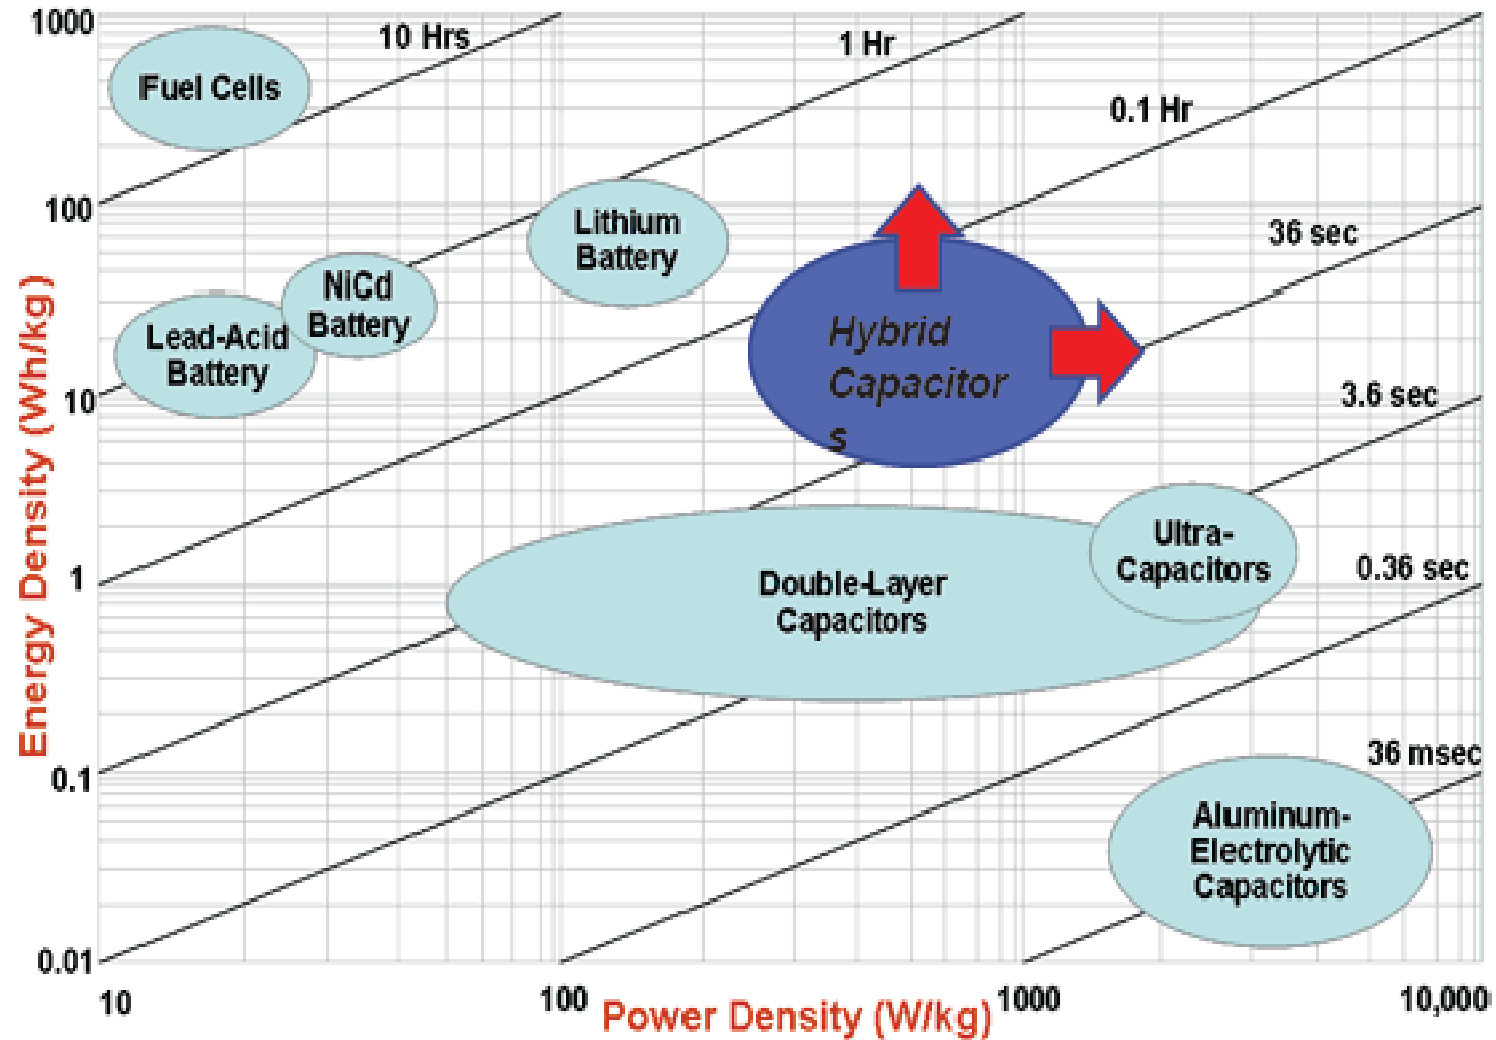 1000
10 Hrs
1 Hr
Fuel Cells
0.1 Hr
100
Lithium
Battery
36 sec
NiCd
Battery
Lead-Acid
Battery
Hybrid
Capacitor
s
10
3.6 sec
Ultra-
Capacitors
0.36 sec
Double-Layer
Capacitors
1
36 msec
0.1
Aluminum-
Electrolytic
Capacitors
0.01
Energy Density (Wh/kg)
10
100
1000
10,000
Power Density (W/kg)